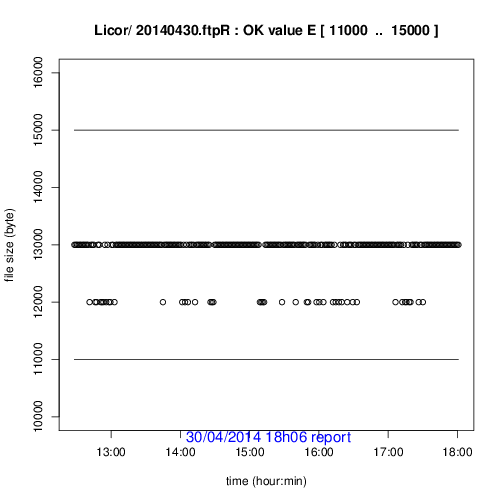 Licor/ 20140430.ftpR : OK value E [ 11000 .. 15000 ]
16000
15000
14000
13000
12000
11000
10000
file size (byte)
30/04/2014 18h06 report
13:00 14:00 15:00 16:00 17:00 18:00
time (hour:min)